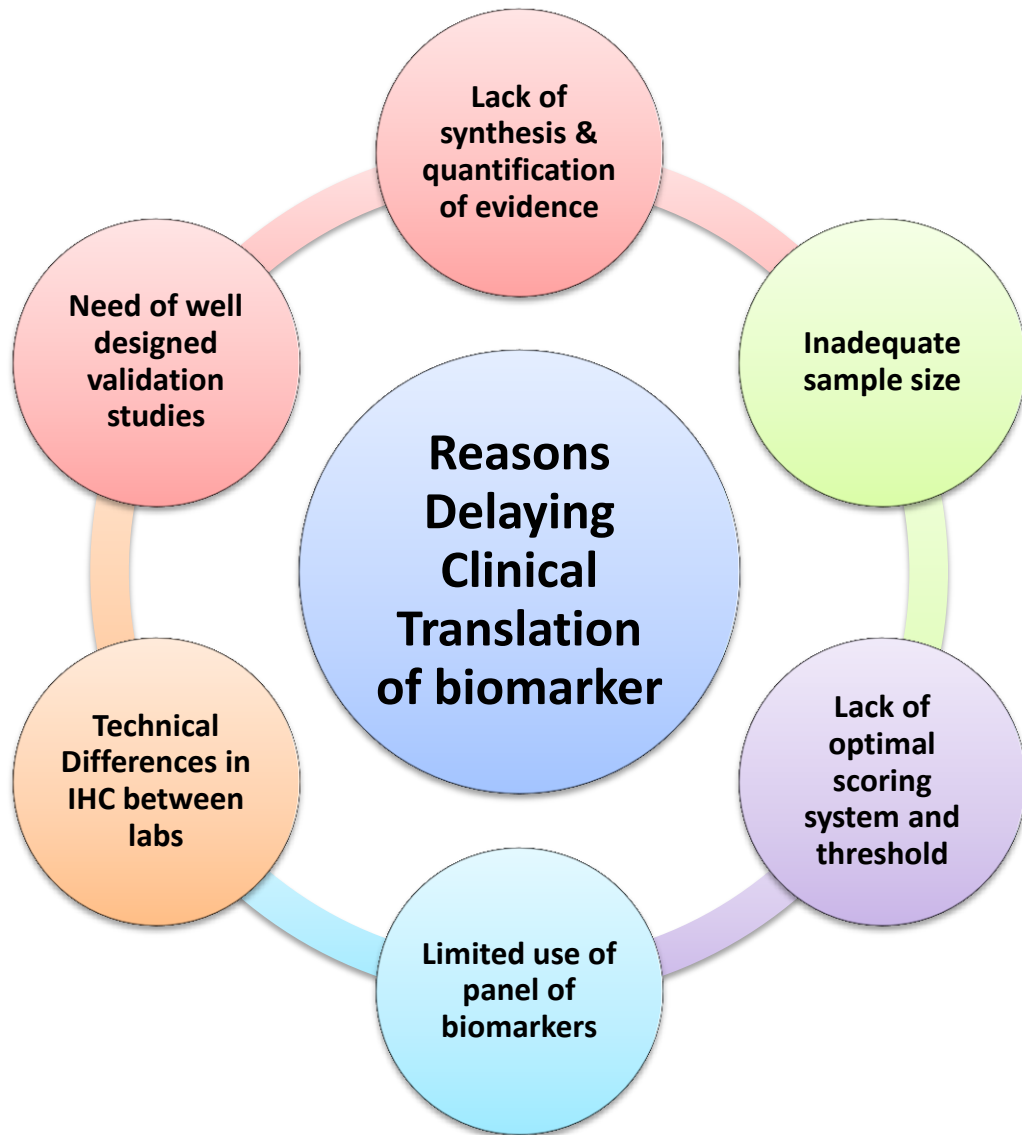 Lack of
synthesis &
quantification
of evidence
Need of well
designed
validation
studies
Inadequate
sample size
Reasons
Delaying
Clinical
Translation
of biomarker
Technical
Differences in
IHC between
labs
Lack of
optimal
scoring
system and
threshold
Limited use of
panel of
biomarkers